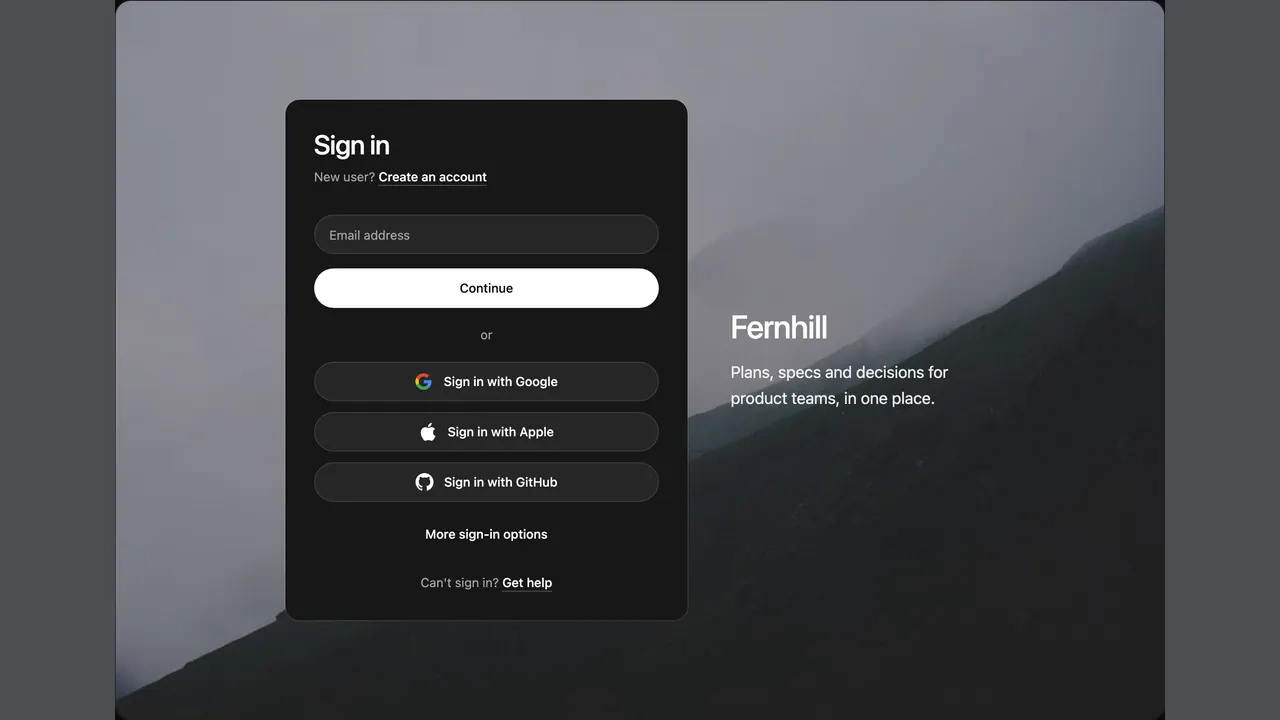 Sign in
New user? Create an account
Email address
Continue
or
Sign in with Google
Sign in with Apple
Sign in with GitHub
More sign-in options
Can't sign in? Get help
Fernhill
Plans, specs and decisions for
product teams, in one place.